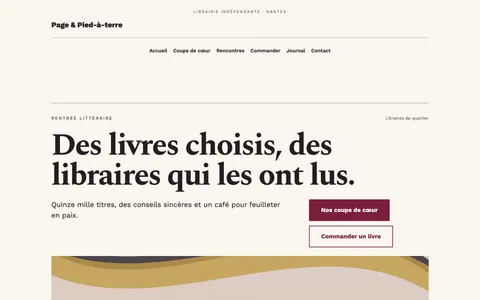 LIBRAIRIE INDÉPENDANTE · NANTES
Page & Pied-à-terre
Accueil Coups de cœur Rencontres Commander Journal Contact
RENTRÉE LITTÉRAIRE
Libraires de quartier
Des livres choisis, des
libraires qui les ont lus.
Quinze mille titres, des conseils sincères et un café pour feuilleter
en paix.
Nos coups de cœur
Commander un livre